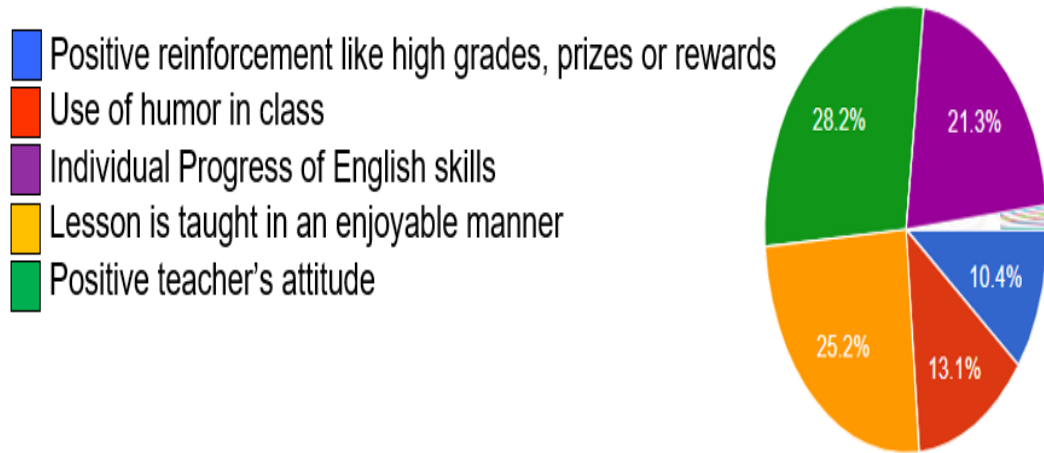 Positive reinforcement like high grades, prizes or rewards
Use of humor in class
Individual Progress of English skills
Lesson is taught in an enjoyable manner
Positive teacher's attitude
28.2%
21.3%
10.4%
25.2%
13.1%